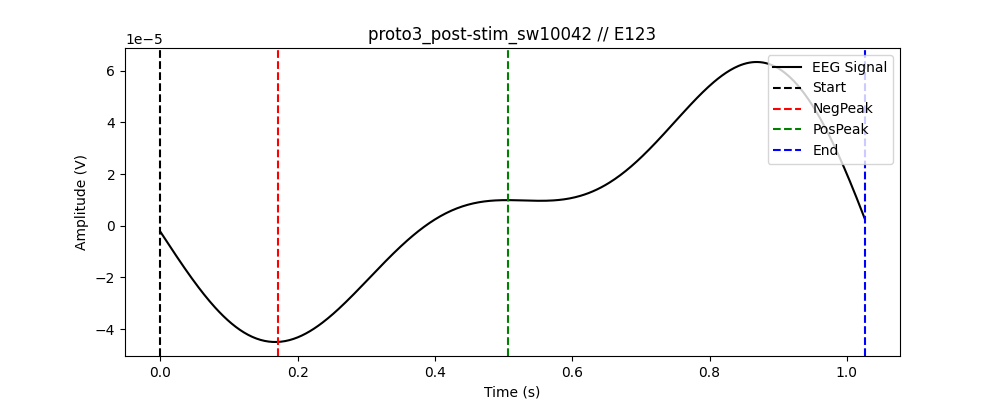 proto3_post-stim_sw10042 // E123
1e−5
6
4
2
0
−2
−4
Amplitude (V)
0.0 0.2 0.4 0.6 0.8 1.0
Time (s)
EEG Signal
Start
NegPeak
PosPeak
End